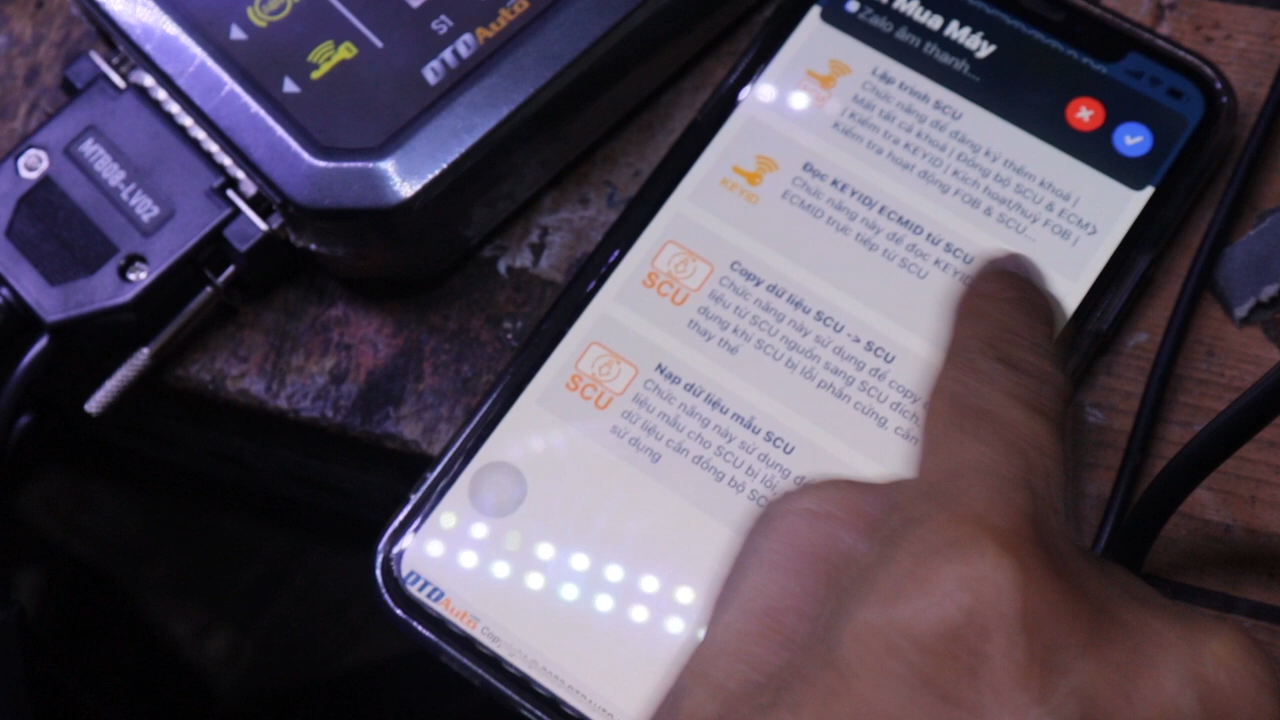 S1
DTDAuto
MTB08-LV02
Mua Máy
Zalo âm thanh...
Lập trình SCU
Chức năng để đăng ký thêm khoá |
Mất tất cả khoá | Đồng bộ SCU & ECM
| Kiểm tra KEYID | Kích hoạt/huỷ FOB |
Kiểm tra hoạt động FOB & SCU...
KEYID
Đọc KEYID/ ECMID từ SCU
Chức năng này để đọc KEYID
ECMID trực tiếp từ SCU
SCU
Copy dữ liệu SCU -> SCU
Chức năng này sử dụng để copy
liệu từ SCU nguồn sang SCU đích.
dụng khi SCU bị lỗi phần cứng, cần
thay thế
SCU
Nạp dữ liệu mẫu SCU
Chức năng này sử dụng để
liệu mẫu cho SCU bị lỗi,
dữ liệu cần đồng bộ SC
sử dụng
DTDAuto